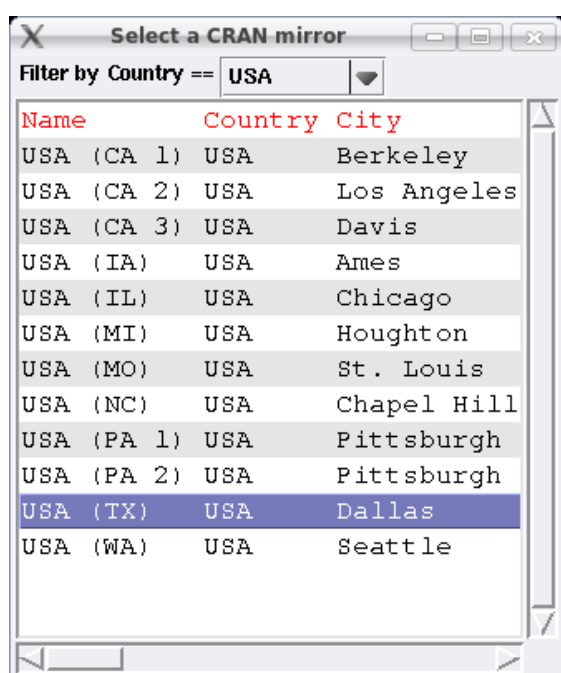 Select a CRAN mirror
Filter by Country == USA
Name Country City
USA (CA 1) USA Berkeley
USA (CA 2) USA Los Angeles
USA (CA 3) USA Davis
USA (IA) USA Ames
USA (IL) USA Chicago
USA (MI) USA Houghton
USA (MO) USA St. Louis
USA (NC) USA Chapel Hill
USA (PA 1) USA Pittsburgh
USA (PA 2) USA Pittsburgh
USA (TX) USA Dallas
USA (WA) USA Seattle